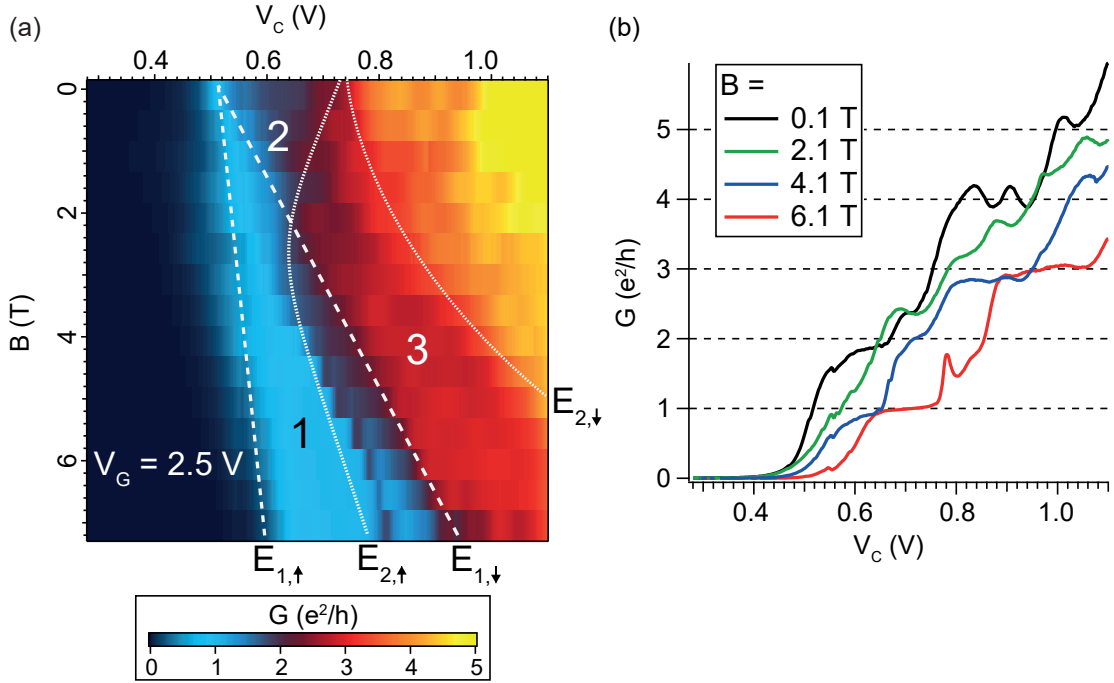 (a)
V_C (V)
0.4 0.6 0.8 1.0
B (T)
0
2
4
6
2
3
1
V_G = 2.5 V
E_2,↓
E_1,↑ E_2,↑ E_1,↓
G (e²/h)
0 1 2 3 4 5
(b)
G (e²/h)
5
4
3
2
1
0
B =
0.1 T
2.1 T
4.1 T
6.1 T
0.4 0.6 0.8 1.0
V_C (V)